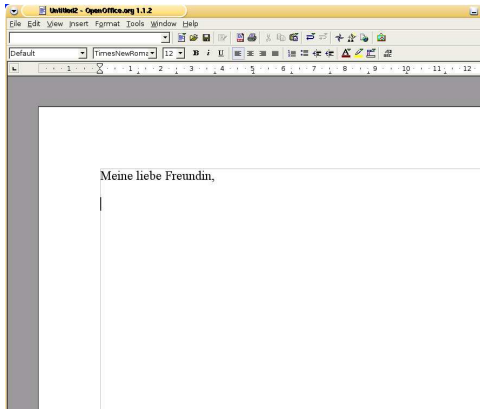 Untitled2 - OpenOffice.org 1.1.2
File Edit View Insert Format Tools Window Help
Default TimesNewRoma 12 B i U
1 1 2 3 4 5 6 7 8 9 10 11 12
Meine liebe Freundin,